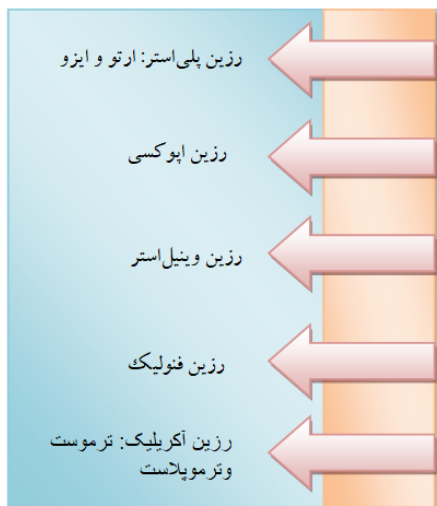 رزین پلی‌استر: ارتو و ایزو
رزین اپوکسی
رزین وینیل‌استر
رزین فنولیک
رزین آکریلیک: ترموست
وترموپلاست